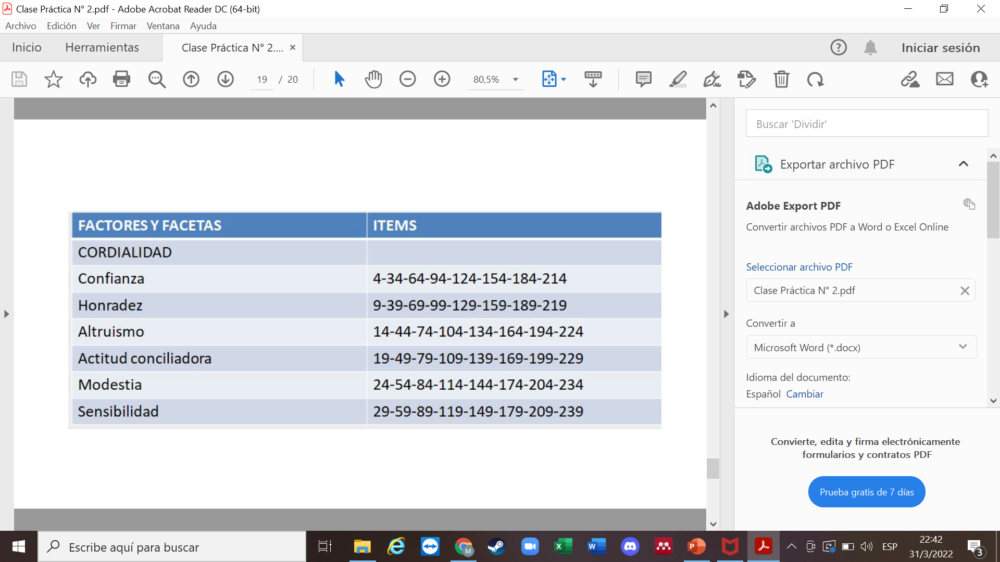 Clase Práctica N° 2.pdf - Adobe Acrobat Reader DC (64-bit)
Archivo Edición Ver Firmar Ventana Ayuda
Inicio Herramientas Clase Práctica N° 2.... × ? Iniciar sesión
19 / 20 80,5%
Buscar 'Dividir'
Exportar archivo PDF
Adobe Export PDF
Convertir archivos PDF a Word o Excel Online
Seleccionar archivo PDF
Clase Práctica N° 2.pdf
Convertir a
Microsoft Word (*.docx)
Idioma del documento:
Español Cambiar
Convierte, edita y firma electrónicamente
formularios y contratos PDF
Prueba gratis de 7 días
FACTORES Y FACETAS ITEMS
CORDIALIDAD
Confianza 4-34-64-94-124-154-184-214
Honradez 9-39-69-99-129-159-189-219
Altruismo 14-44-74-104-134-164-194-224
Actitud conciliadora 19-49-79-109-139-169-199-229
Modestia 24-54-84-114-144-174-204-234
Sensibilidad 29-59-89-119-149-179-209-239
Escribe aquí para buscar
M
X
W
P
ESP
22:42
31/3/2022
3